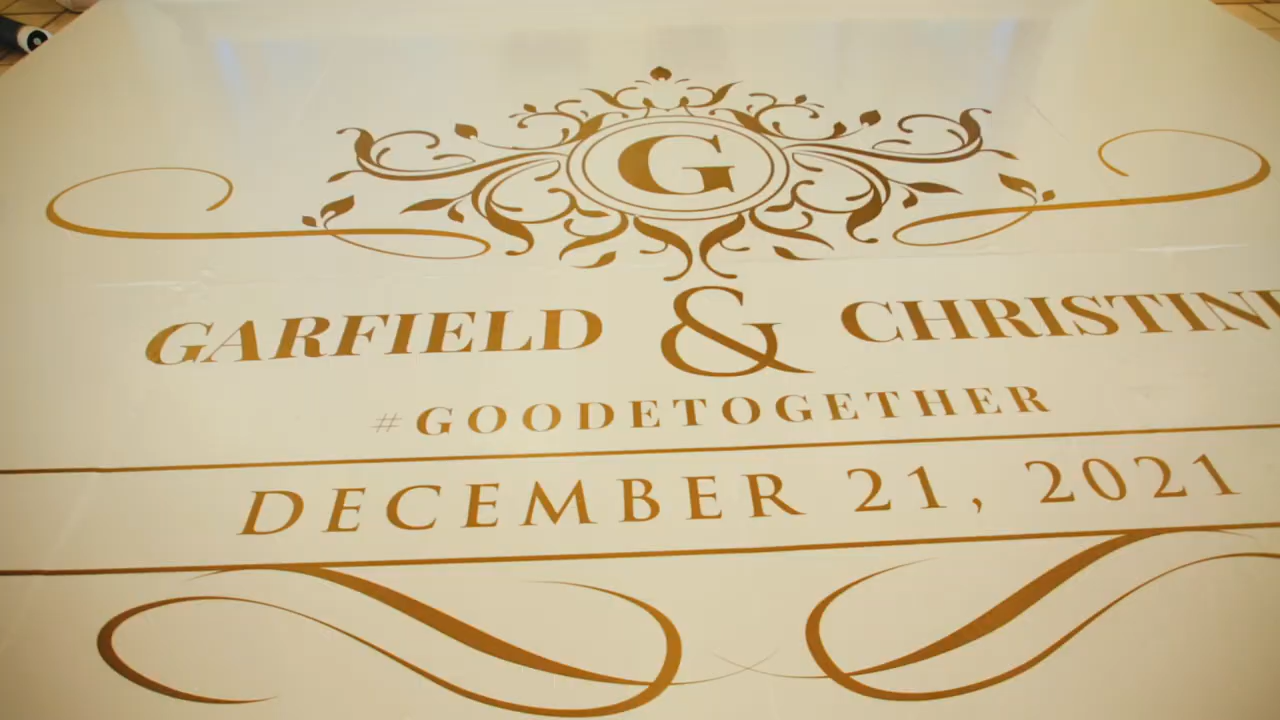 G
GARFIELD & CHRISTIN
#GOODETOGETHER
DECEMBER 21, 2021